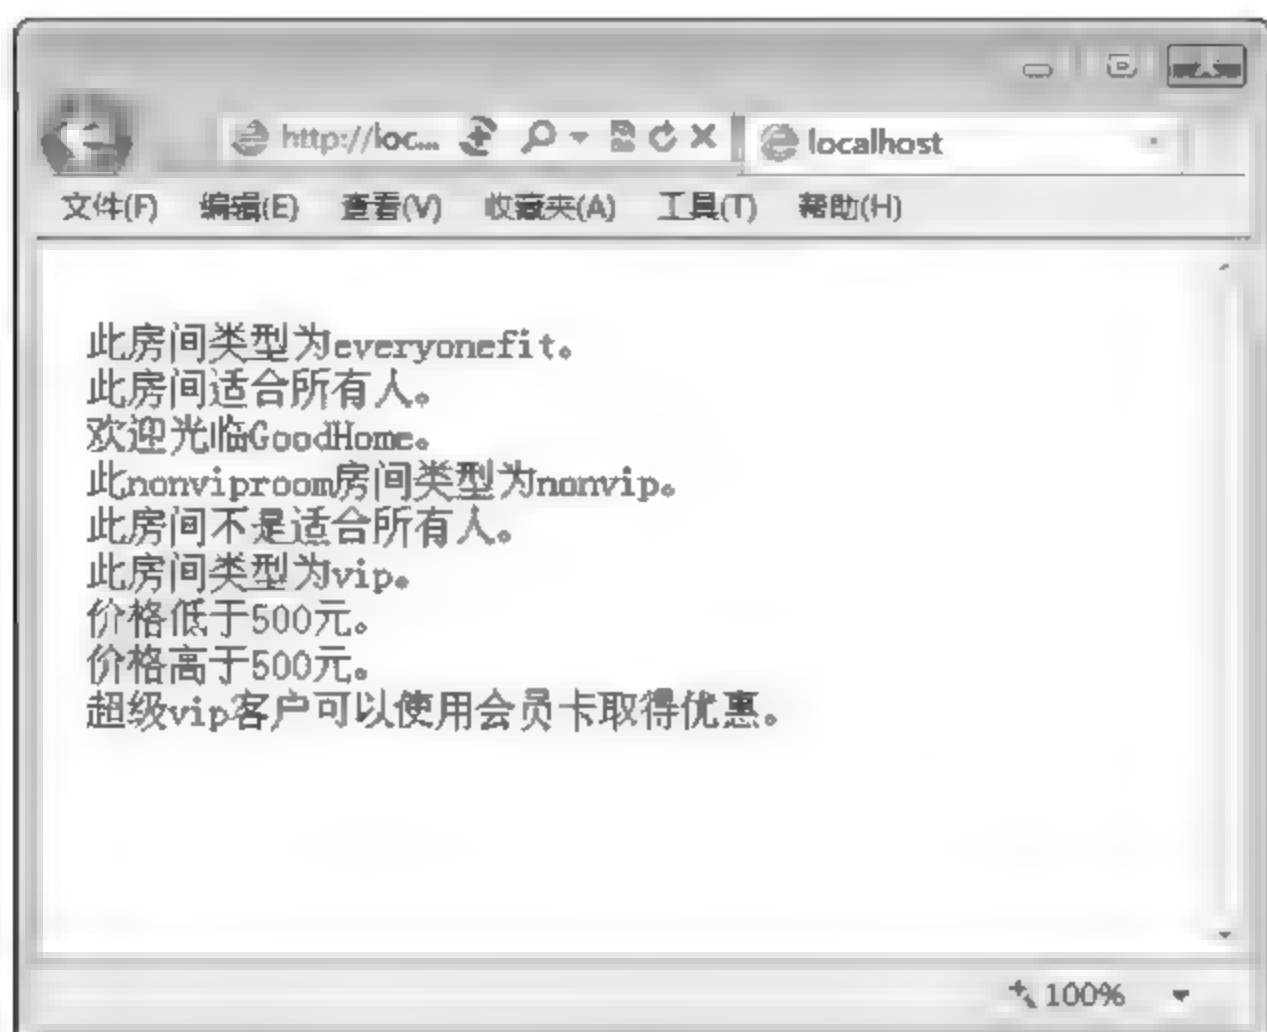 http://loc... localhost
文件(F) 编辑(E) 查看(V) 收藏夹(A) 工具(T) 帮助(H)
此房间类型为everyonefit。
此房间适合所有人。
欢迎光临GoodHome。
此nonviproom房间类型为nonvip。
此房间不是适合所有人。
此房间类型为vip。
价格低于500元。
价格高于500元。
超级vip客户可以使用会员卡取得优惠。
100%